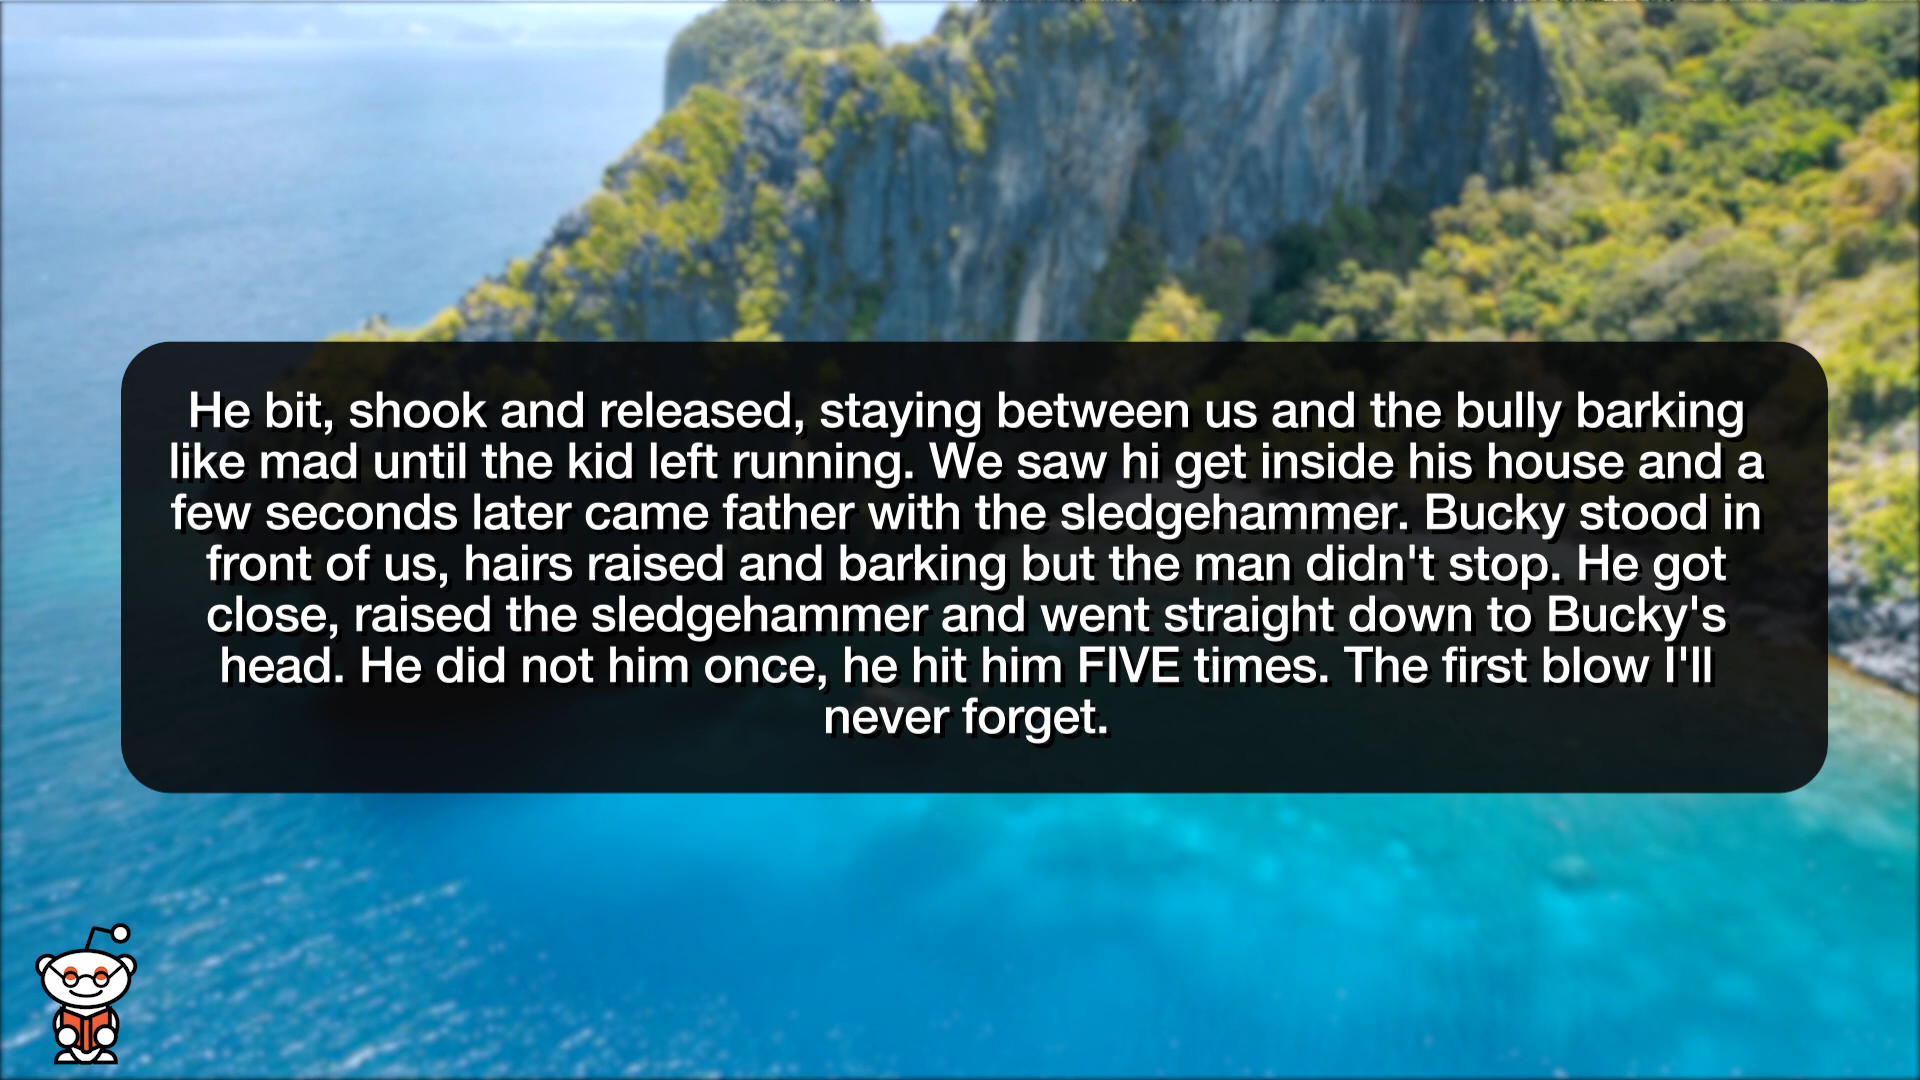 He bit, shook and released, staying between us and the bully barking
like mad until the kid left running. We saw hi get inside his house and a
few seconds later came father with the sledgehammer. Bucky stood in
front of us, hairs raised and barking but the man didn't stop. He got
close, raised the sledgehammer and went straight down to Bucky's
head. He did not him once, he hit him FIVE times. The first blow I'll
never forget.